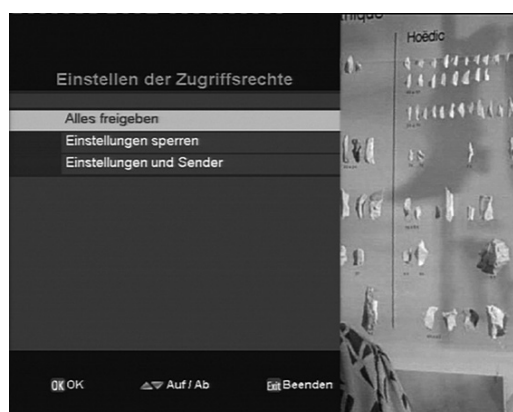 Hoëdic
Einstellen der Zugriffsrechte
Alles freigeben
Einstellungen sperren
Einstellungen und Sender
OK OK
Auf / Ab
Exit Beenden